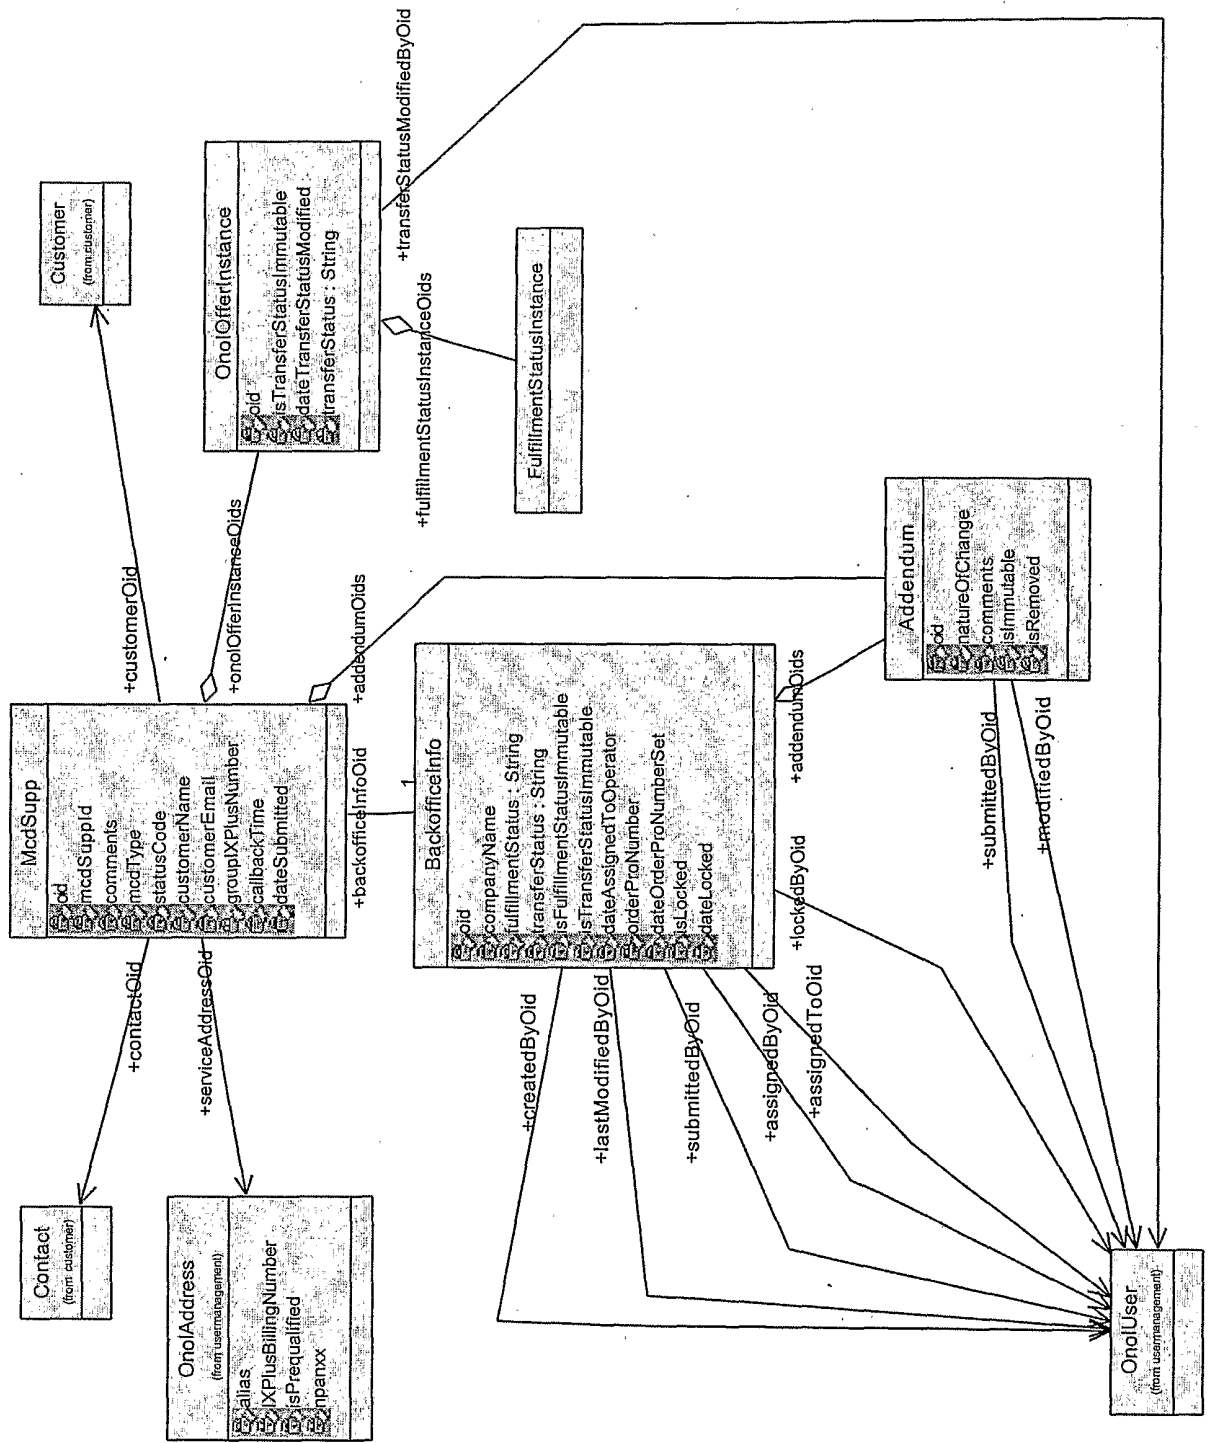 Contact
(from customer)
OnolAddress
(from usermanagement)
alias
IXPlusBillingNumber
isPrequalified
npanxx
+contactOid
+serviceAddressOid
McdSupp
oid
mcdSuppId
comments
mcdType
statusCode
customerName
customerEmail
groupIXPlusNumber
callbackTime
dateSubmitted
+customerOid
+onolOfferInstanseOids
+addendumOids
+backofficeInfoOid
1
Customer
(from customer)
OnolOfferInstance
oid
isTransferStatusImmutable
dateTransferStatusModified :
transferStatus : String
+transferStatusModifiedByOid
+fulfillmentStatusInstanceOids
FulfillmentStatusInstance
BackofficeInfo
oid
companyName
fulfillmentStatus : String
transferStatus : String
isFulfillmentStatusImmutable
isTransferStatusImmutable
dateAssignedToOperator
orderProNumber
dateOrderProNumberSet
isLocked
dateLocked
+createdByOid
+lastModifiedByOid
+submittedByOid
+assignedByOid
+assignedToOid
+lockedByOid
+addendumOids
Addendum
oid
natureOfChange
comments
isImmutable
isRemoved
+submittedByOid
+modifiedByOid
OnolUser
(from usermanagement)